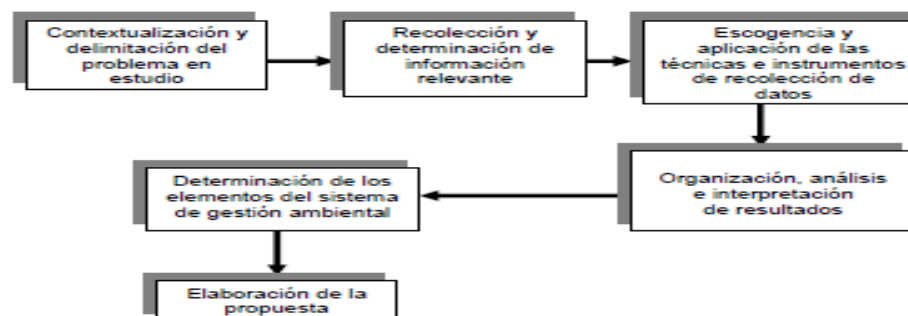 Contextualización y
delimitación del
problema en
estudio
Recolección y
determinación de
información
relevante
Escogencia y
aplicación de las
técnicas e instrumentos
de recolección de
datos
Organización, análisis
e interpretación
de resultados
Determinación de los
elementos del sistema
de gestión ambiental
Elaboración de la
propuesta